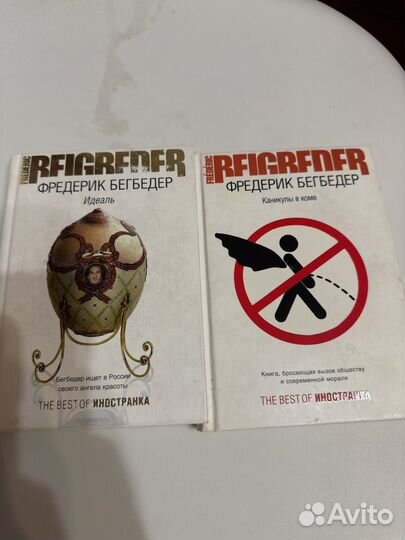 FRÉDÉRIC
BEIGBEDER
ФРЕДЕРИК БЕГБЕДЕР
Идеаль
Бегбедер ищет в России
своего ангела красоты
THE BEST OF ИНОСТРАНКА
FRÉDÉRIC
BEIGBEDER
ФРЕДЕРИК БЕГБЕДЕР
Каникулы в коме
Книга, бросающая вызов обществу
и современной морали
THE BEST OF ИНОСТРАНКА
Avito